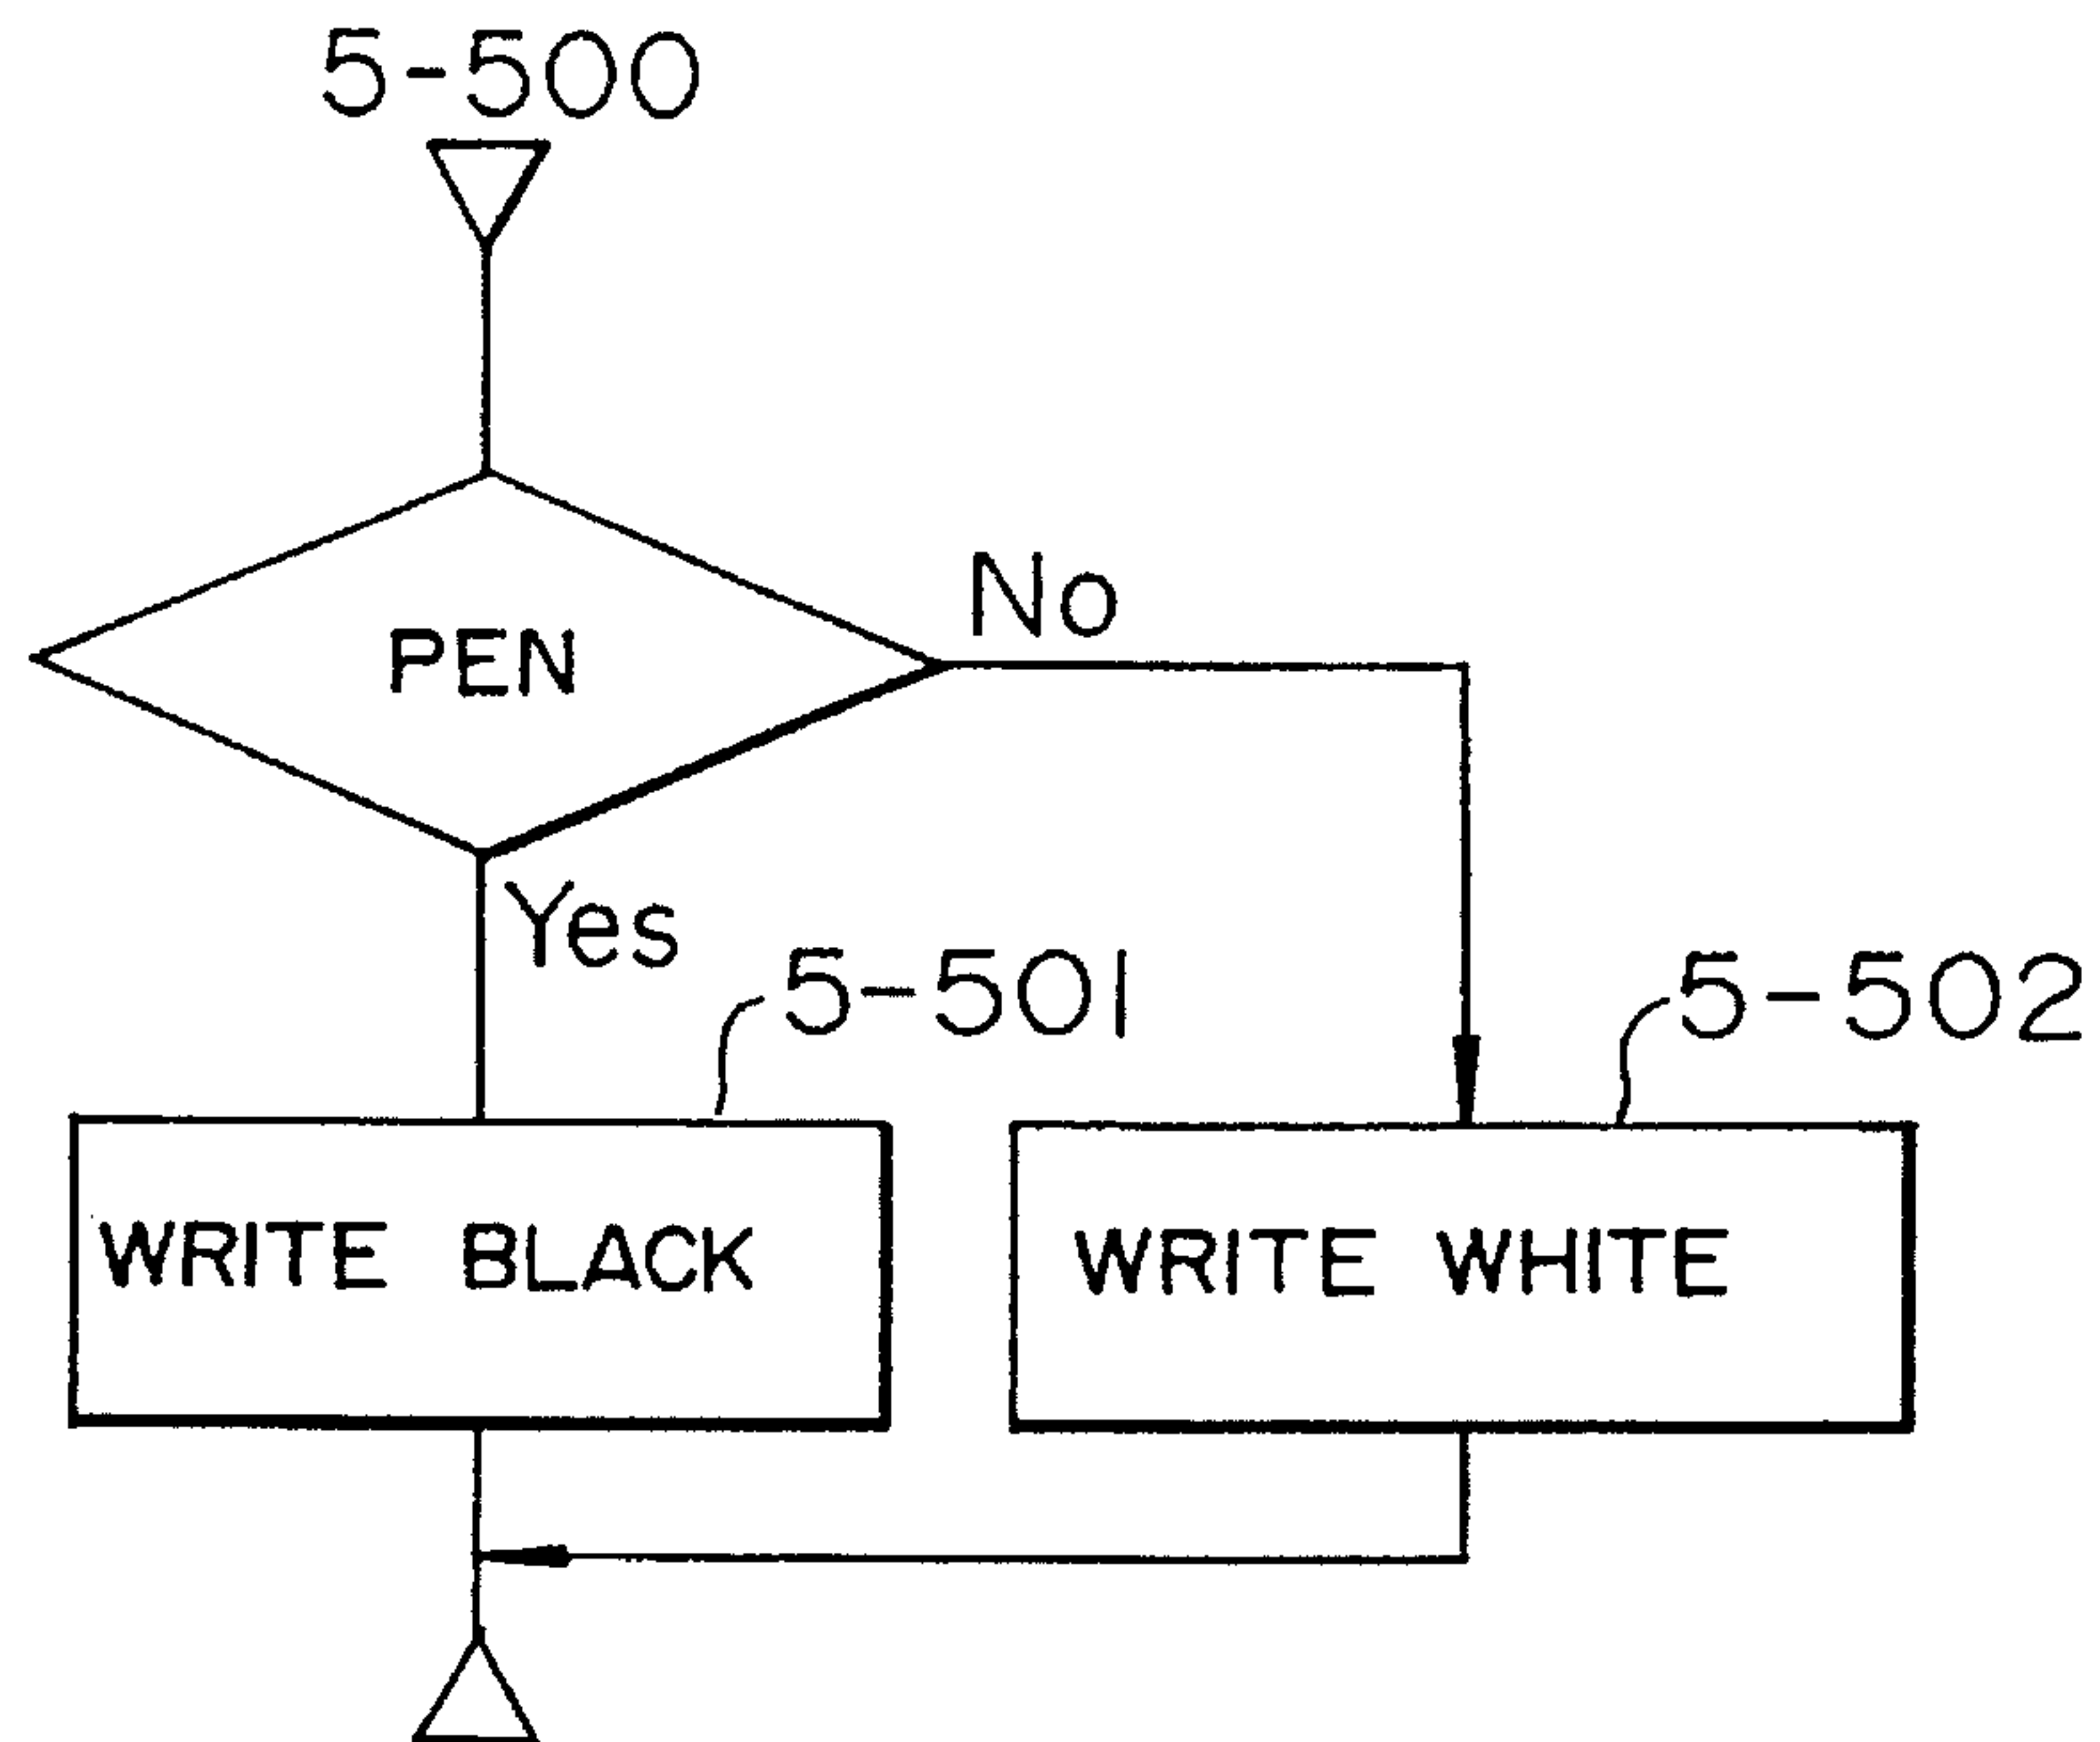 5-500
PEN
No
Yes
5-501
5-502
WRITE BLACK
WRITE WHITE